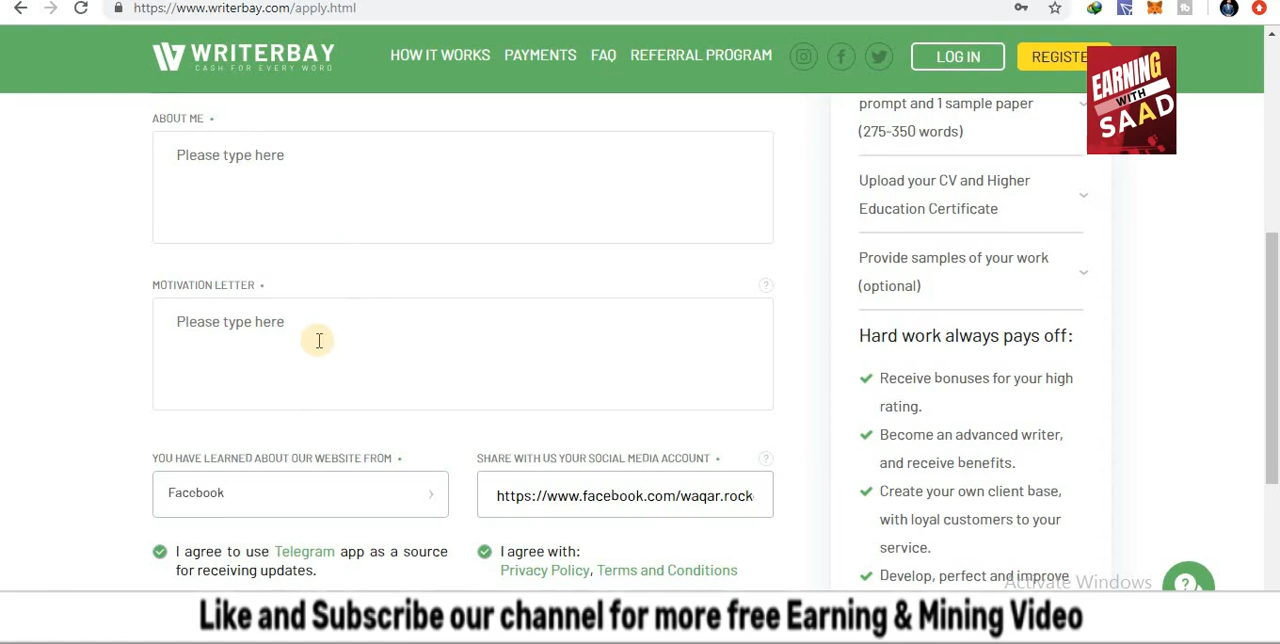 https://www.writerbay.com/apply.html
WRITERBAY
CASH FOR EVERY WORD
HOW IT WORKS PAYMENTS FAQ REFERRAL PROGRAM
LOG IN
REGISTE
EARNING
WITH
SAAD
ABOUT ME •
Please type here
MOTIVATION LETTER •
?
Please type here
YOU HAVE LEARNED ABOUT OUR WEBSITE FROM •
Facebook
SHARE WITH US YOUR SOCIAL MEDIA ACCOUNT •
?
https://www.facebook.com/waqar.rock
I agree to use Telegram app as a source
for receiving updates.
I agree with:
Privacy Policy, Terms and Conditions
prompt and 1 sample paper
(275-350 words)
Upload your CV and Higher
Education Certificate
Provide samples of your work
(optional)
Hard work always pays off:
Receive bonuses for your high
rating.
Become an advanced writer,
and receive benefits.
Create your own client base,
with loyal customers to your
service.
Develop, perfect and improve
Activate Windows
?
Like and Subscribe our channel for more free Earning & Mining Video